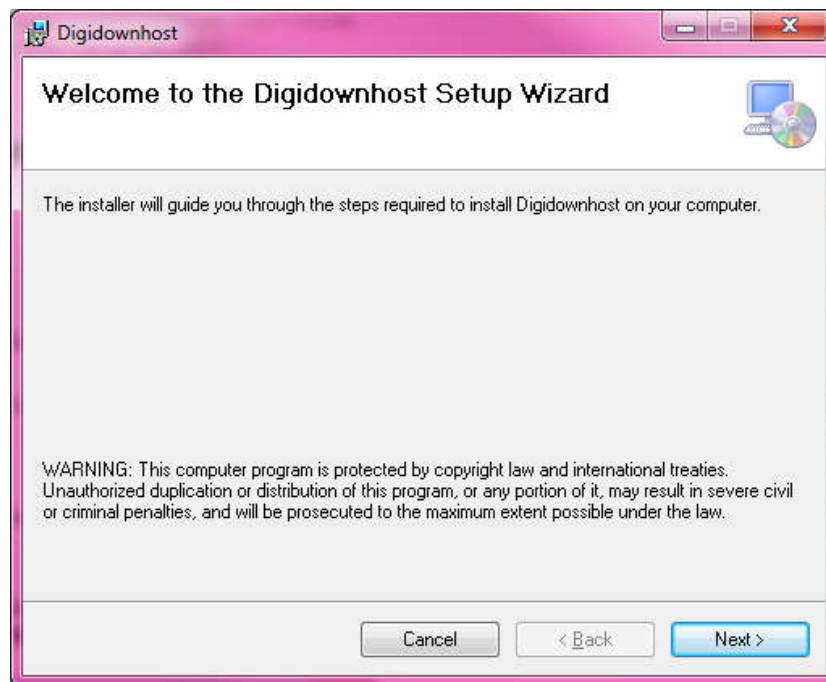 Digidownhost
Welcome to the Digidownhost Setup Wizard
The installer will guide you through the steps required to install Digidownhost on your computer.
WARNING: This computer program is protected by copyright law and international treaties.
Unauthorized duplication or distribution of this program, or any portion of it, may result in severe civil
or criminal penalties, and will be prosecuted to the maximum extent possible under the law.
Cancel < Back Next >